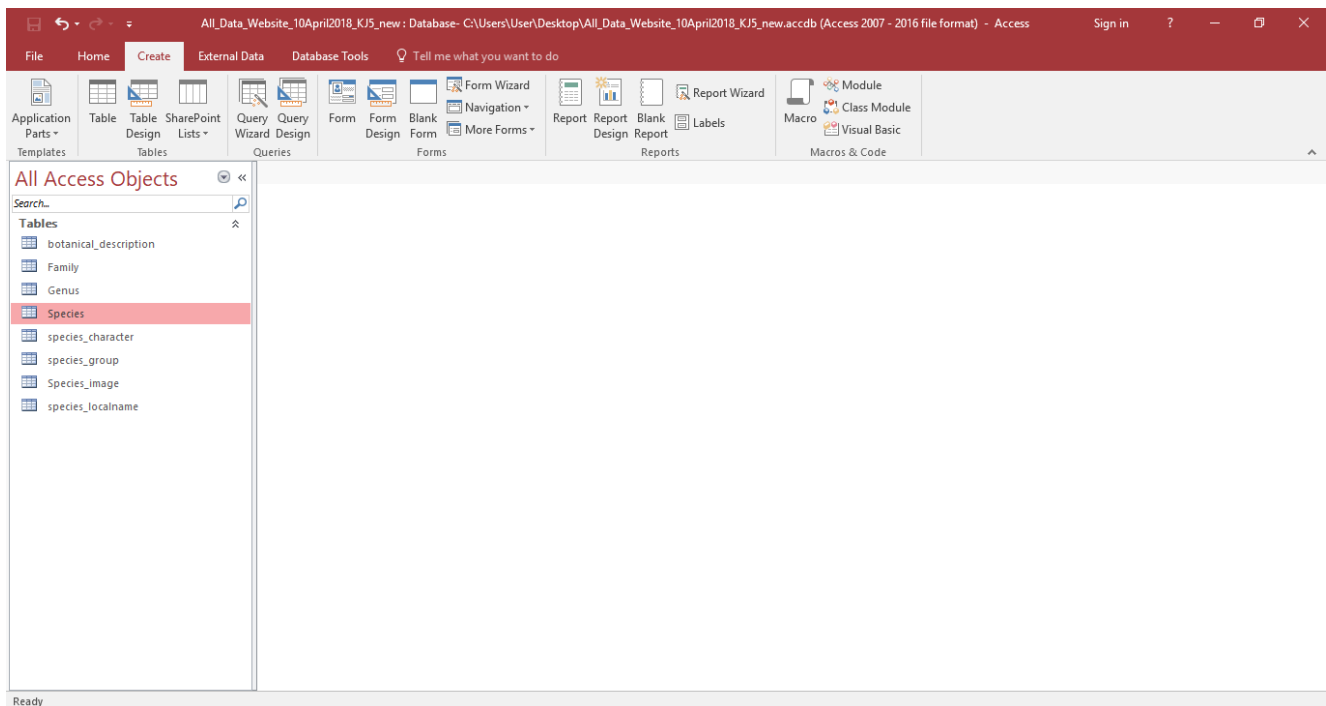 All_Data_Website_10April2018_KJ5_new : Database- C:\Users\User\Desktop\All_Data_Website_10April2018_KJ5_new.accdb (Access 2007 - 2016 file format) - Access
Sign in
?
File Home Create External Data Database Tools Tell me what you want to do
Application Parts
Templates
Table
Table Design
SharePoint Lists
Tables
Query Wizard
Query Design
Queries
Form
Form Design
Blank Form
Form Wizard
Navigation
More Forms
Forms
Report
Report Design
Blank Report
Report Wizard
Labels
Reports
Macro
Module
Class Module
Visual Basic
Macros & Code
All Access Objects
Search...
Tables
botanical_description
Family
Genus
Species
species_character
species_group
Species_image
species_localname
Ready